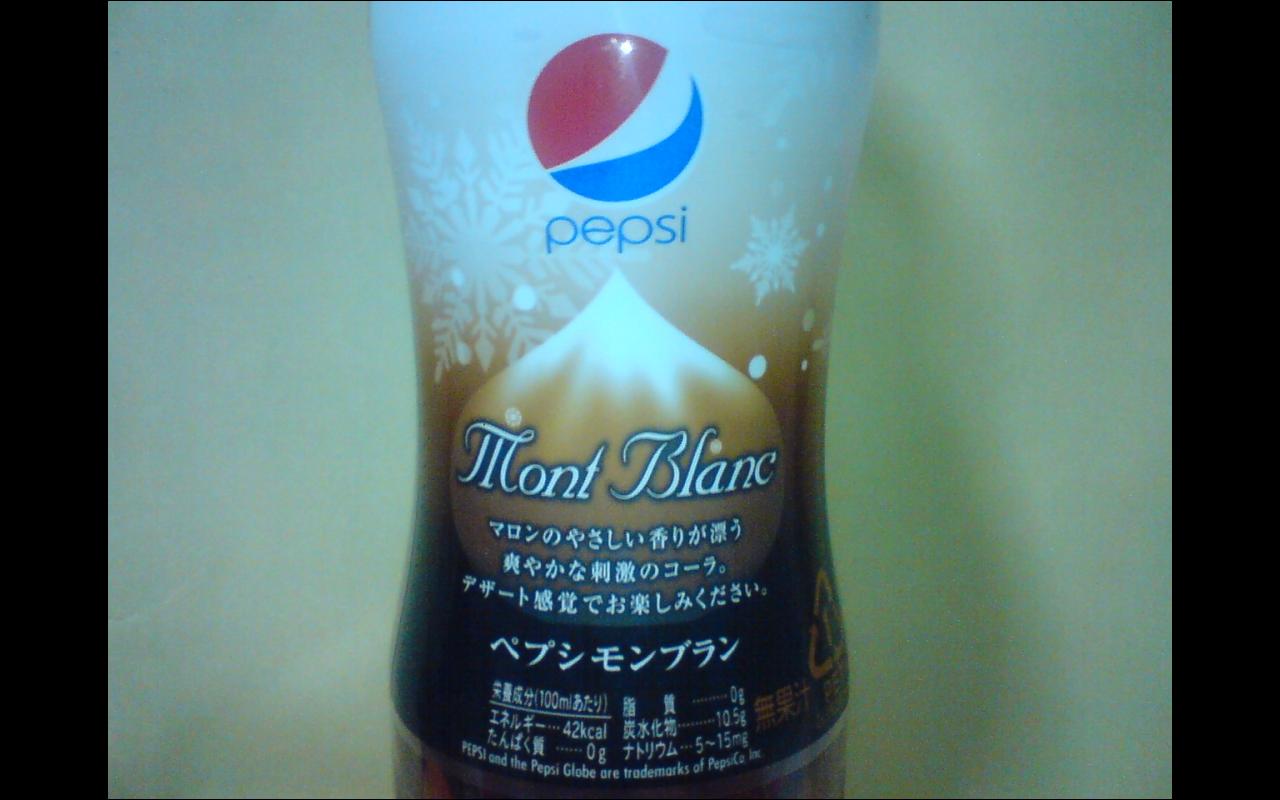 pepsi
Mont Blanc
マロンのやさしい香りが漂う
爽やかな刺激のコーラ。
デザート感覚でお楽しみください。
ペプシ モンブラン
栄養成分(100mlあたり)
エネルギー…42kcal
たんぱく質……0g
脂 質………0g
炭水化物………10.5g
ナトリウム…5〜15mg
無果汁
PEPSI and the Pepsi Globe are trademarks of PepsiCo Inc.